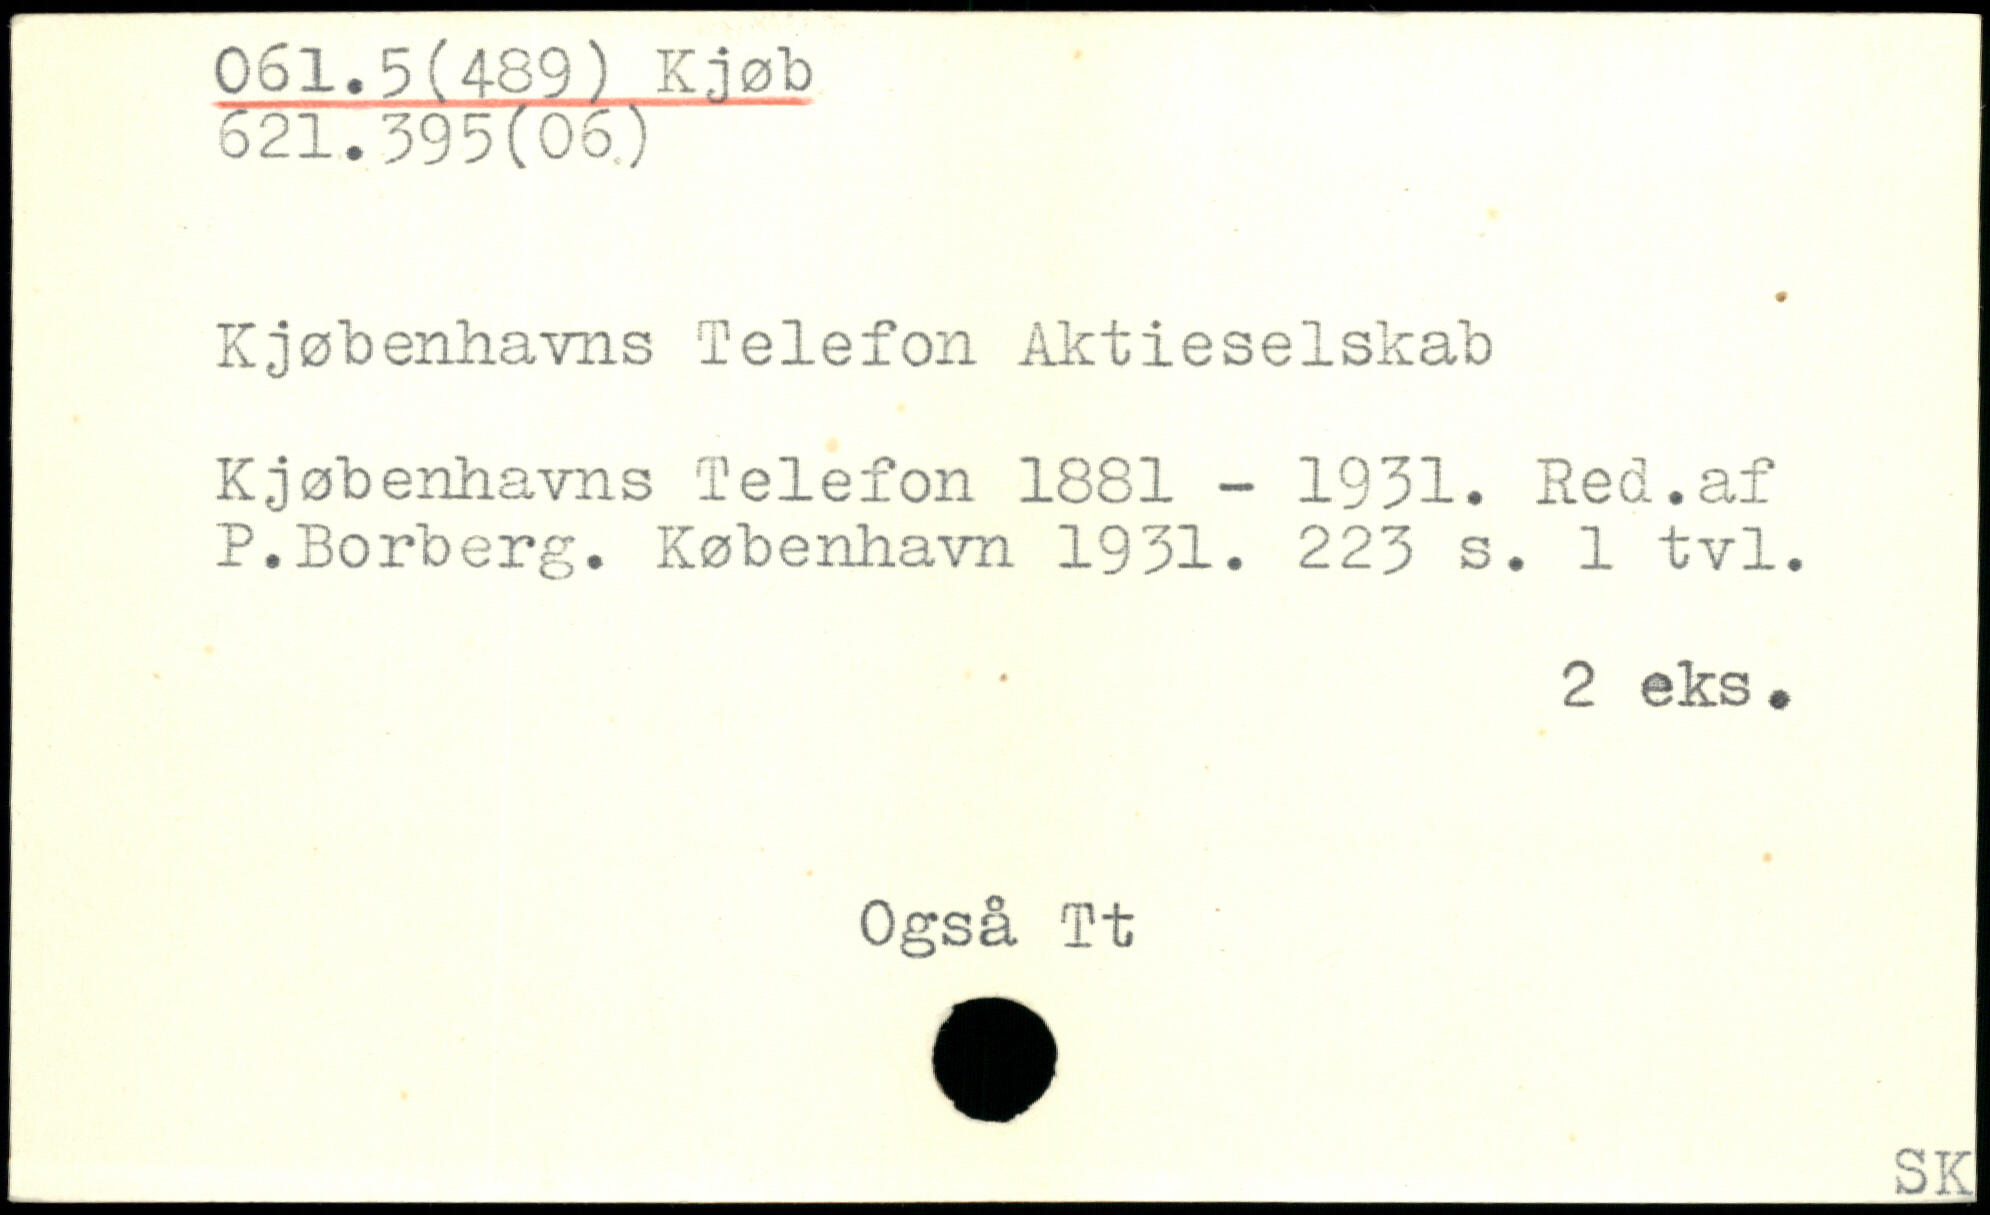 061.5(489) Kjøb
621.395(06)
Kjøbenhavns Telefon Aktieselskab
Kjøbenhavns Telefon 1881 - 1931. Red.af
P.Borberg. København 1931. 223 s. 1 tvl.
2 eks.
Også Tt
SK